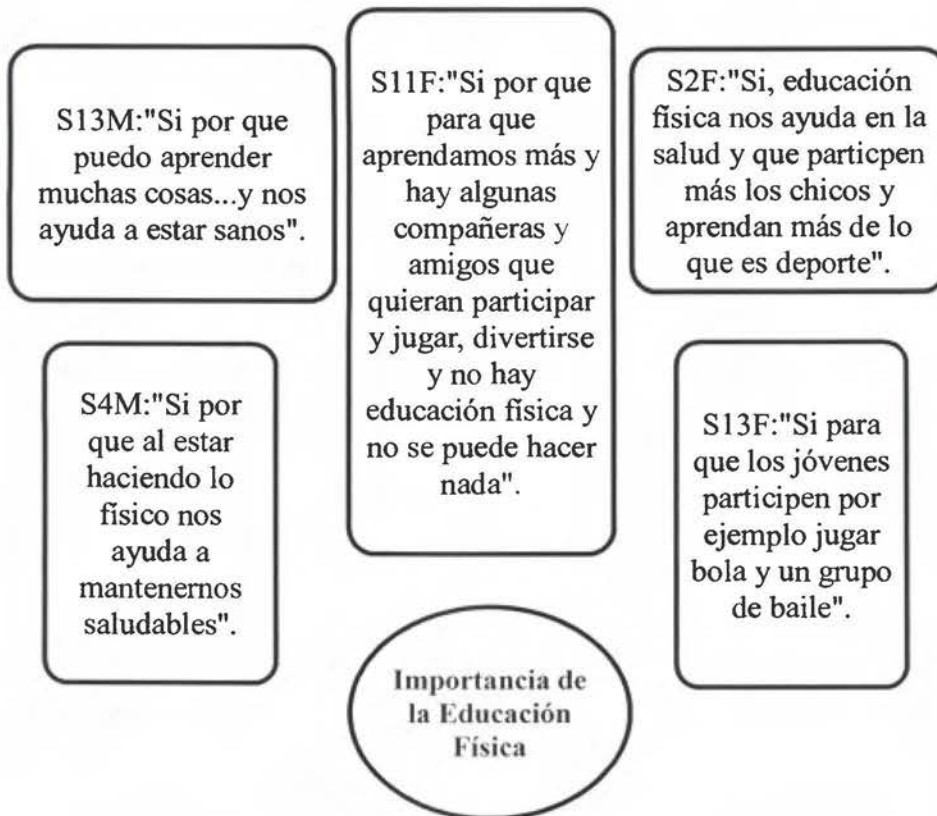 S13M:"Si por que
puedo aprender
muchas cosas...y nos
ayuda a estar sanos".
S11F:"Si por que
para que
aprendamos más y
hay algunas
compañeras y
amigos que
quieran participar
y jugar, divertirse
y no hay
educación física y
no se puede hacer
nada".
S2F:"Si, educación
física nos ayuda en la
salud y que particpen
más los chicos y
aprendan más de lo
que es deporte".
S4M:"Si por
que al estar
haciendo lo
físico nos
ayuda a
mantenernos
saludables".
S13F:"Si para
que los jóvenes
participen por
ejemplo jugar
bola y un grupo
de baile".
Importancia de
la Educación
Física